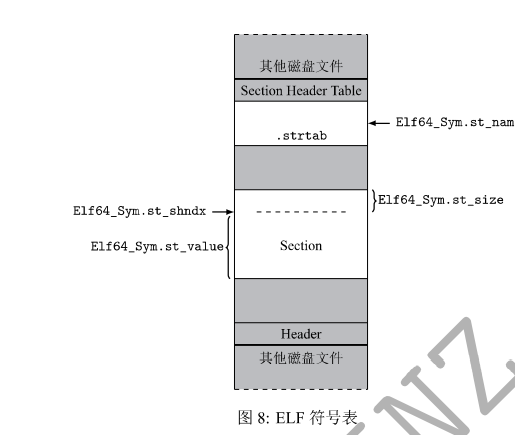 其他磁盘文件
Section Header Table
Elf64_Sym.st_nam
.strtab
Elf64_Sym.st_size
Elf64_Sym.st_shndx
Elf64_Sym.st_value
Section
Header
其他磁盘文件
图 8: ELF 符号表
ENZ